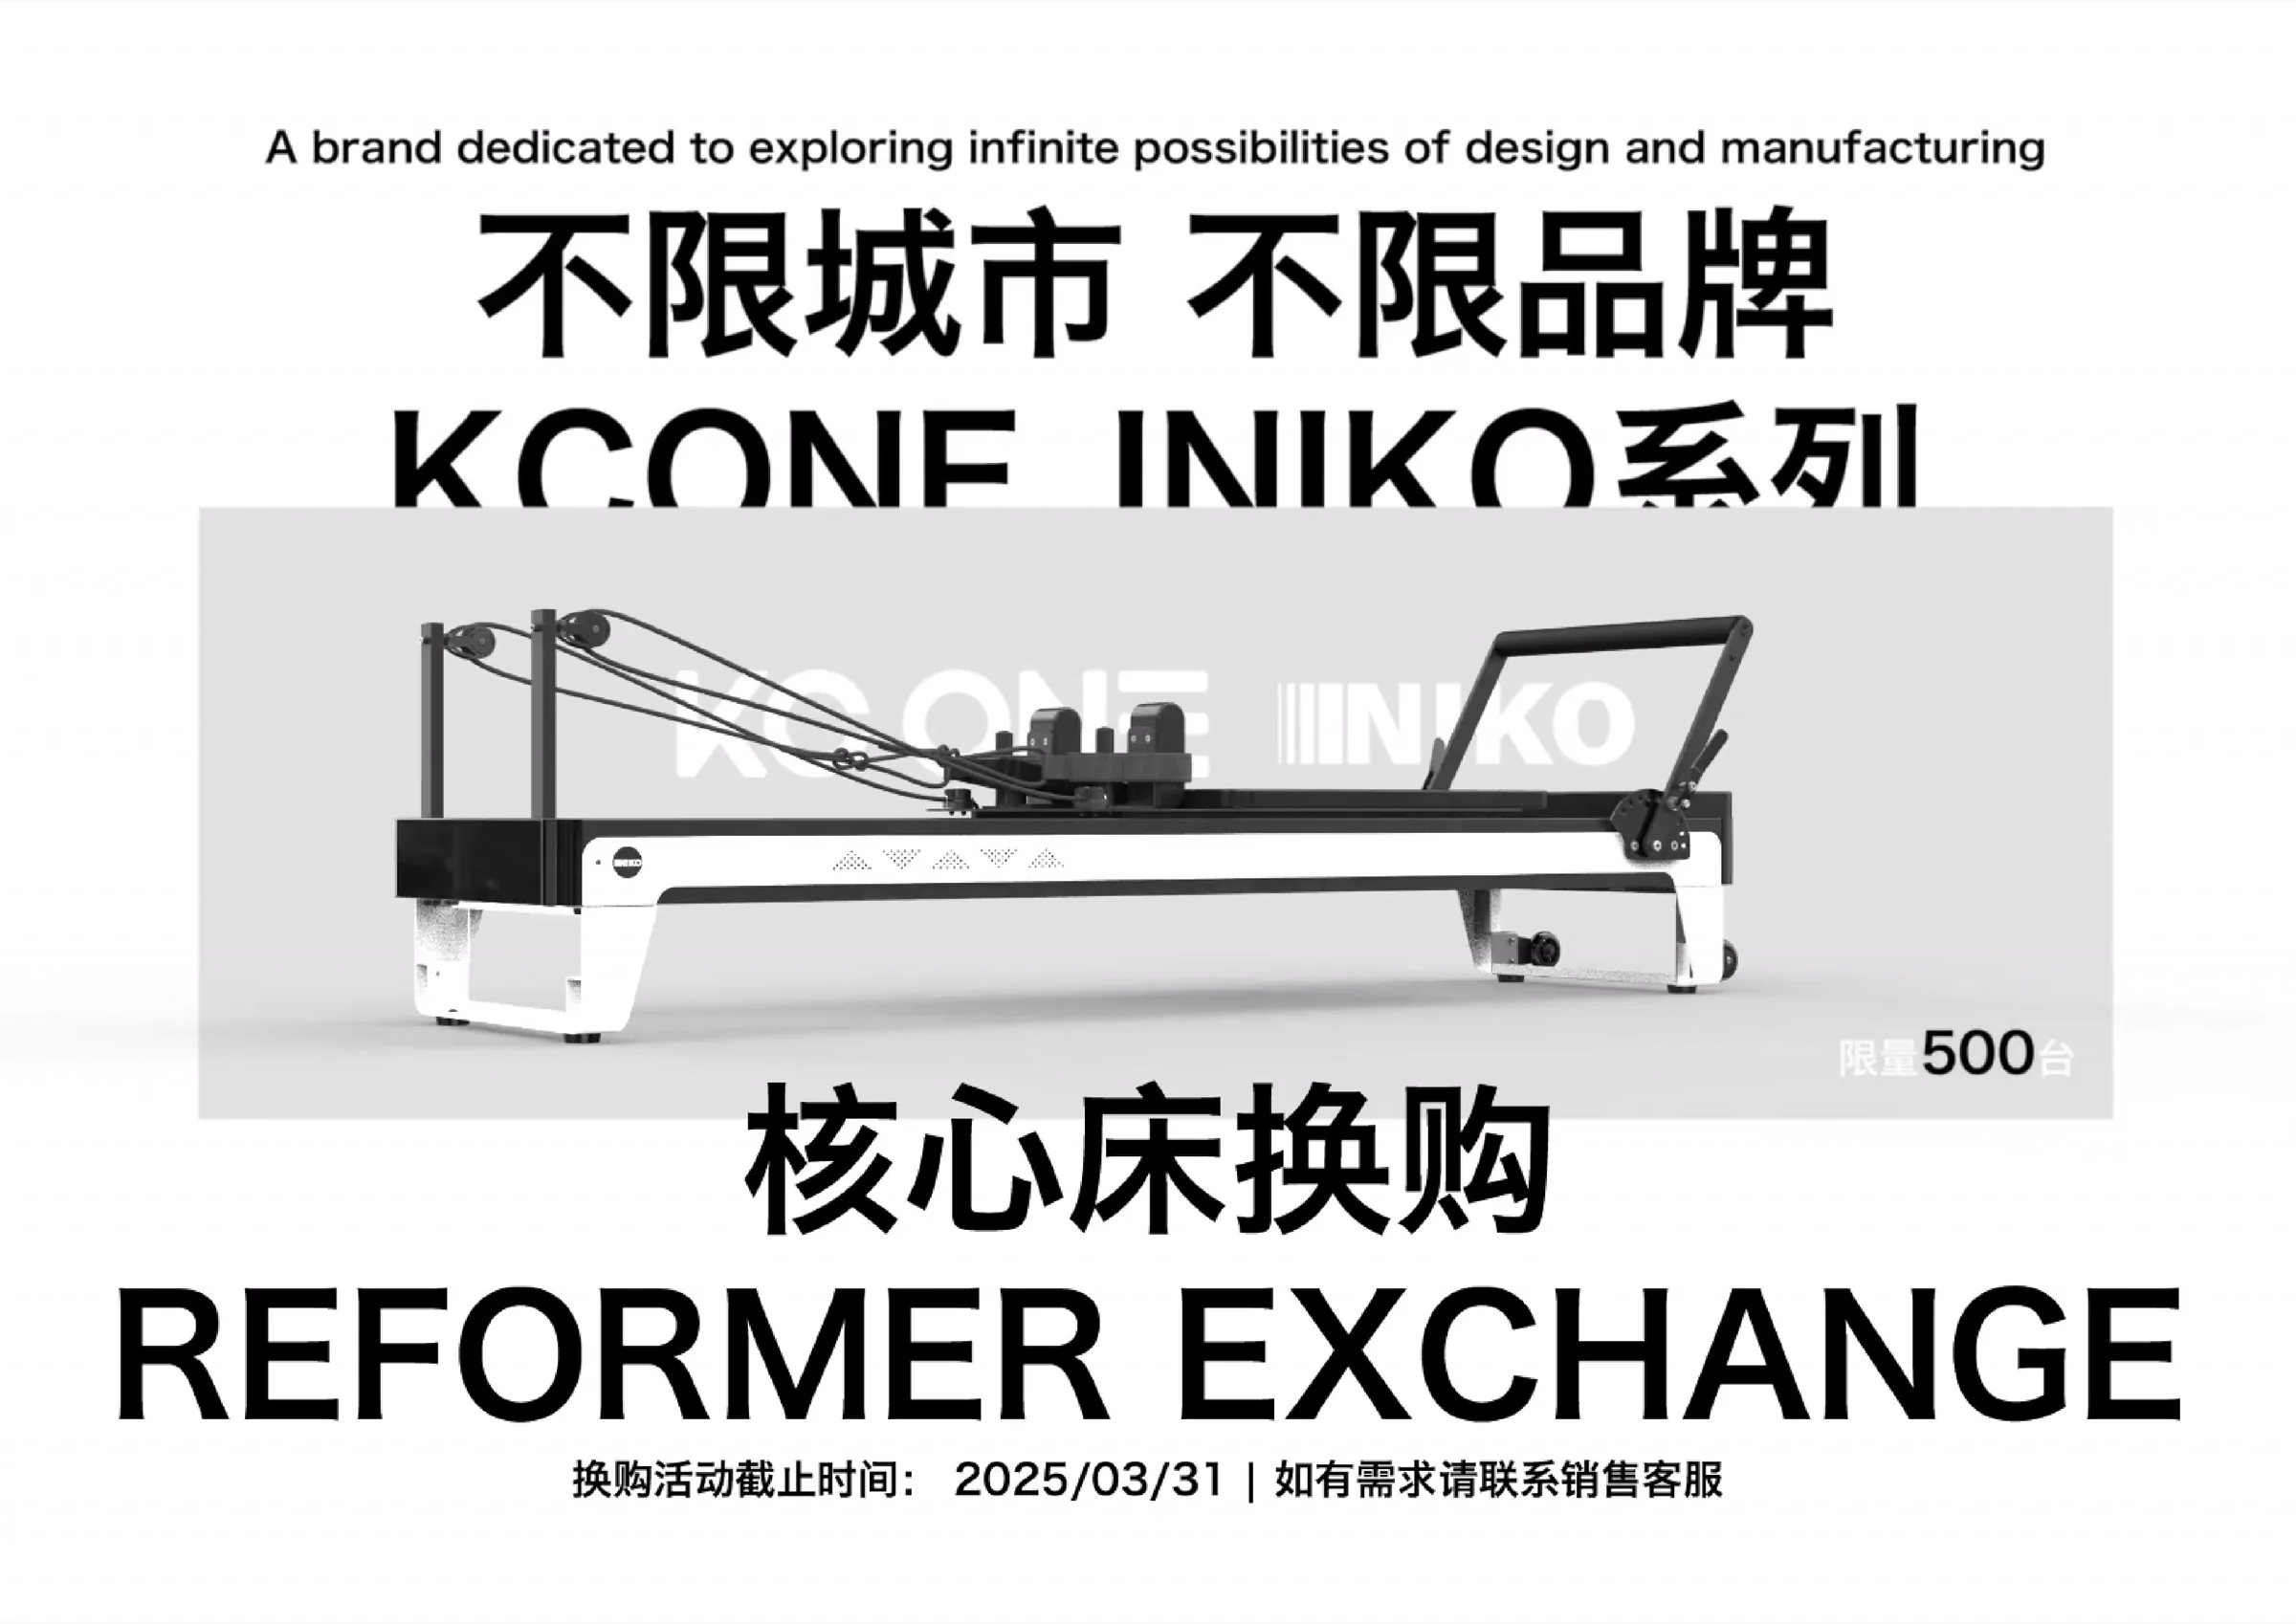 A brand dedicated to exploring infinite possibilities of design and manufacturing
不限城市 不限品牌
KCONE INIKO系列
KC ONE INIKO
INIKO
限量500台
核心床换购
REFORMER EXCHANGE
换购活动截止时间： 2025/03/31 | 如有需求请联系销售客服